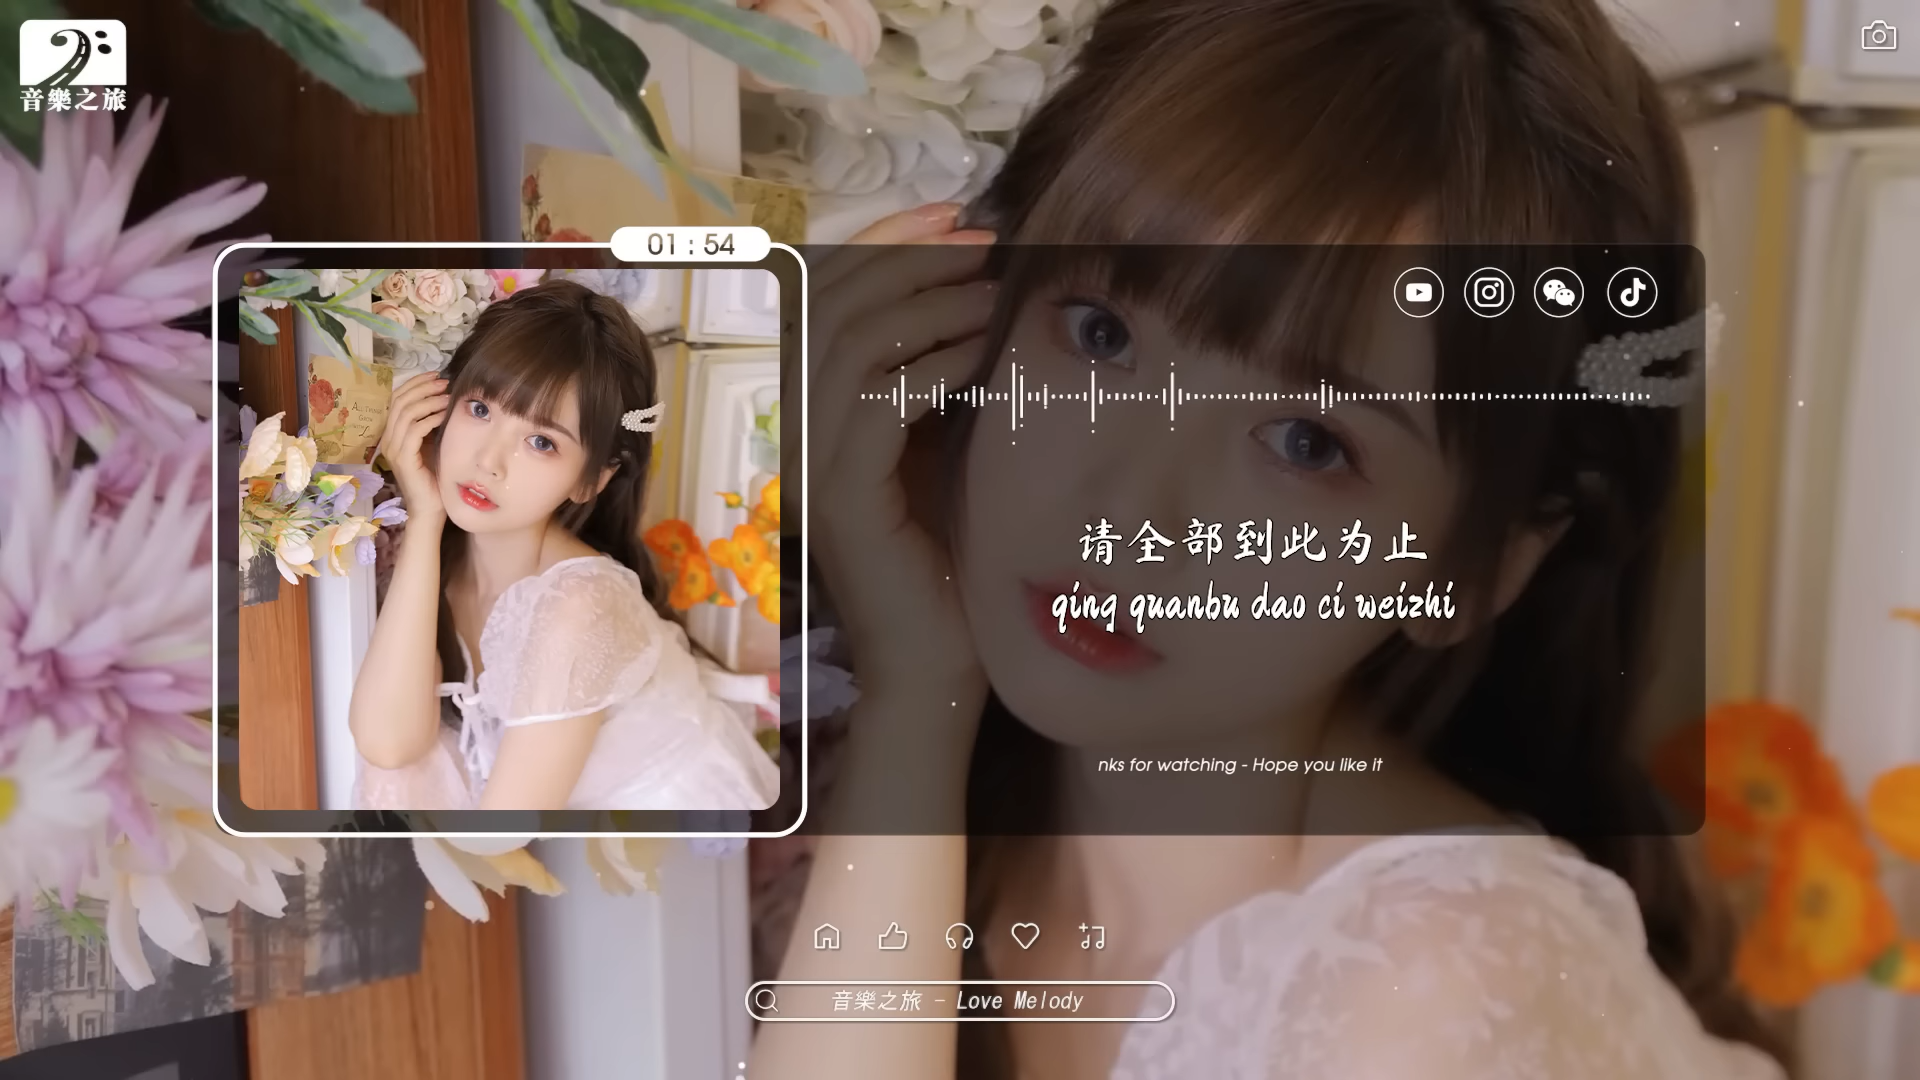 音樂之旅
01 : 54
请全部到此为止
qing quanbu dao ci weizhi
nks for watching - Hope you like it
音樂之旅 - Love Melody